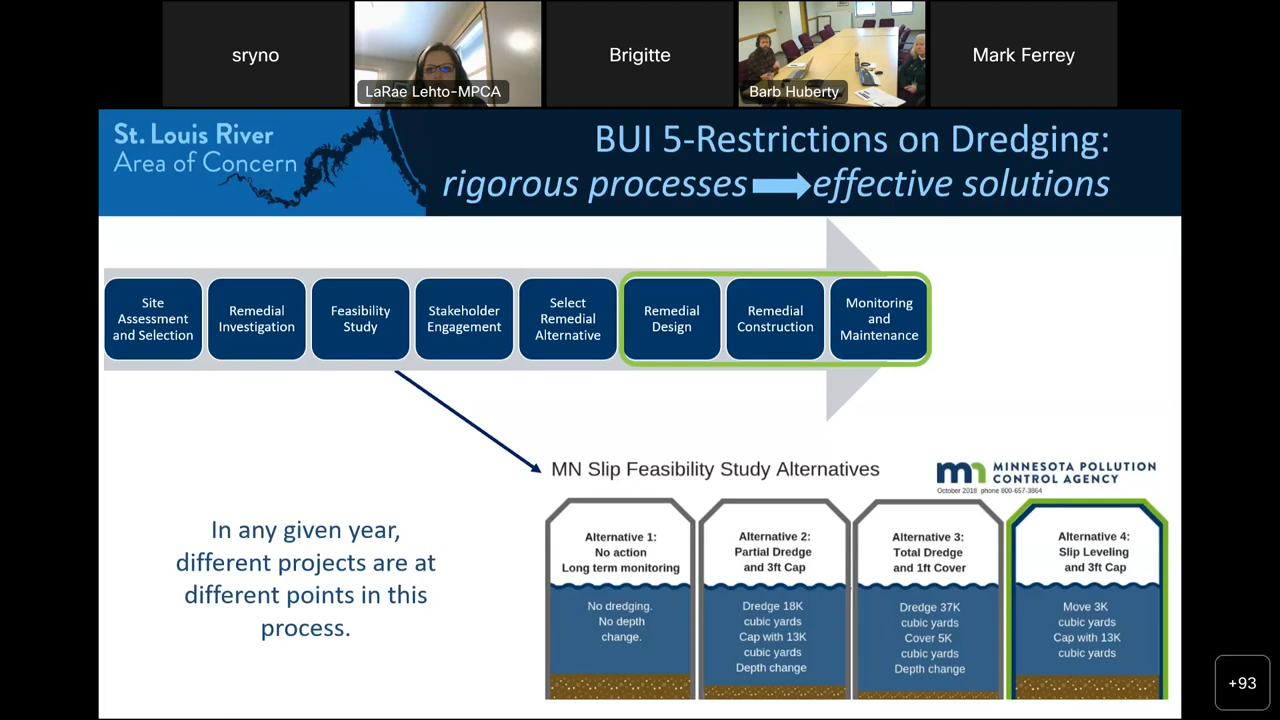 sryno
LaRae Lehto-MPCA
Brigitte
Barb Huberty
Mark Ferrey
St. Louis River
Area of Concern
BUI 5-Restrictions on Dredging:
rigorous processes effective solutions
Site
Assessment
and Selection
Remedial
Investigation
Feasibility
Study
Stakeholder
Engagement
Select
Remedial
Alternative
Remedial
Design
Remedial
Construction
Monitoring
and
Maintenance
MN Slip Feasibility Study Alternatives
MINNESOTA POLLUTION
CONTROL AGENCY
October 2018 phone 800-657-3864
In any given year,
different projects are at
different points in this
process.
Alternative 1:
No action
Long term monitoring
No dredging.
No depth
change.
Alternative 2:
Partial Dredge
and 3ft Cap
Dredge 18K
cubic yards
Cap with 13K
cubic yards
Depth change
Alternative 3:
Total Dredge
and 1ft Cover
Dredge 37K
cubic yards
Cover 5K
cubic yards
Depth change
Alternative 4:
Slip Leveling
and 3ft Cap
Move 3K
cubic yards
Cap with 13K
cubic yards
+93